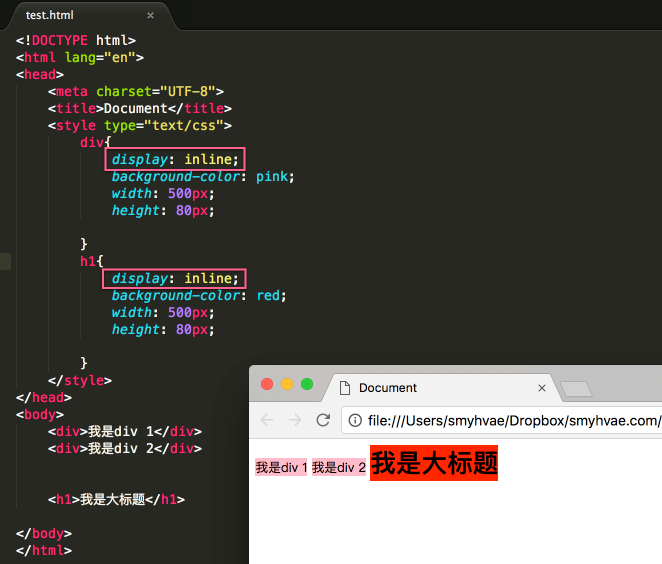 test.html ×
<!DOCTYPE html>
<html lang="en">
<head>
<meta charset="UTF-8">
<title>Document</title>
<style type="text/css">
div{
display: inline;
background-color: pink;
width: 500px;
height: 80px;
}
h1{
display: inline;
background-color: red;
width: 500px;
height: 80px;
}
</style>
</head>
<body>
<div>我是div 1</div>
<div>我是div 2</div>
<h1>我是大标题</h1>
</body>
</html>
Document ×
file:///Users/smyhvae/Dropbox/smyhvae.com/
我是div 1 我是div 2 我是大标题